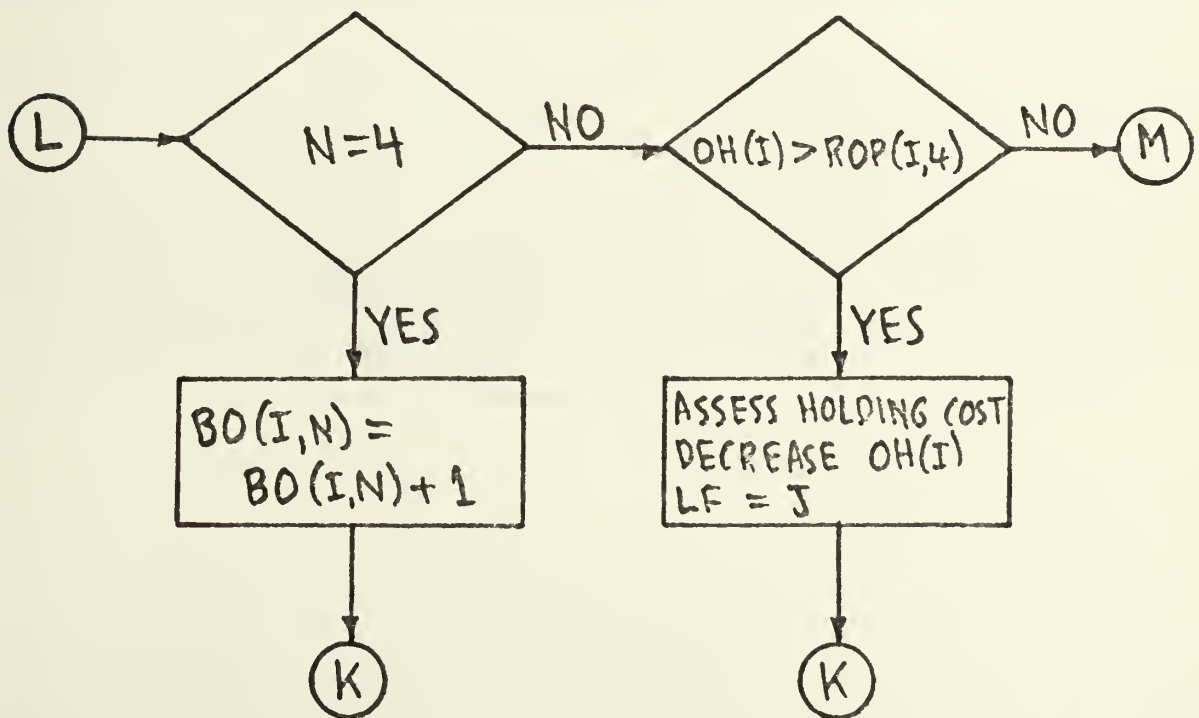 L
N=4
NO
OH(I)>ROP(I,4)
NO
M
YES
YES
BO(I,N) =
BO(I,N)+1
ASSESS HOLDING COST
DECREASE OH(I)
LF = J
K
K